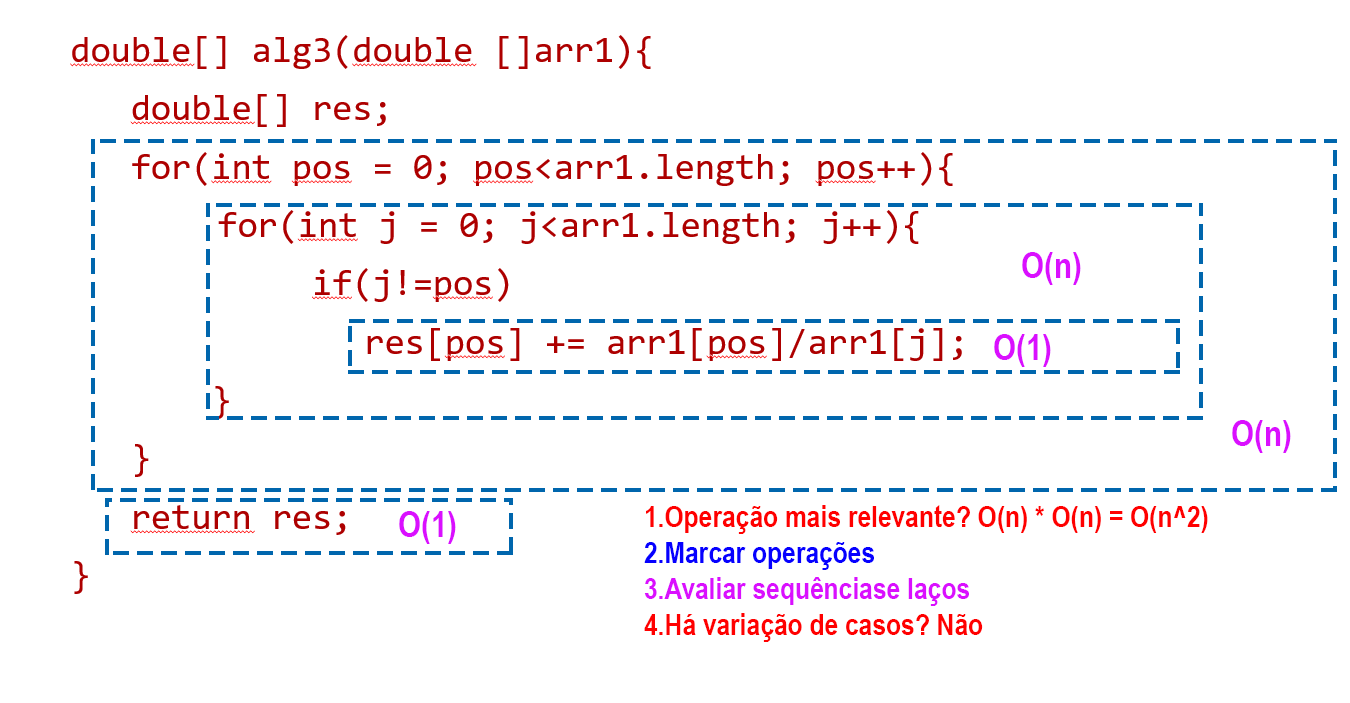 double[] alg3(double []arr1){
double[] res;
for(int pos = 0; pos<arr1.length; pos++){
for(int j = 0; j<arr1.length; j++){
O(n)
if(j!=pos)
res[pos] += arr1[pos]/arr1[j]; O(1)
}
O(n)
}
return res; O(1)
}
1.Operação mais relevante? O(n) * O(n) = O(n^2)
2.Marcar operações
3.Avaliar sequênciase laços
4.Há variação de casos? Não